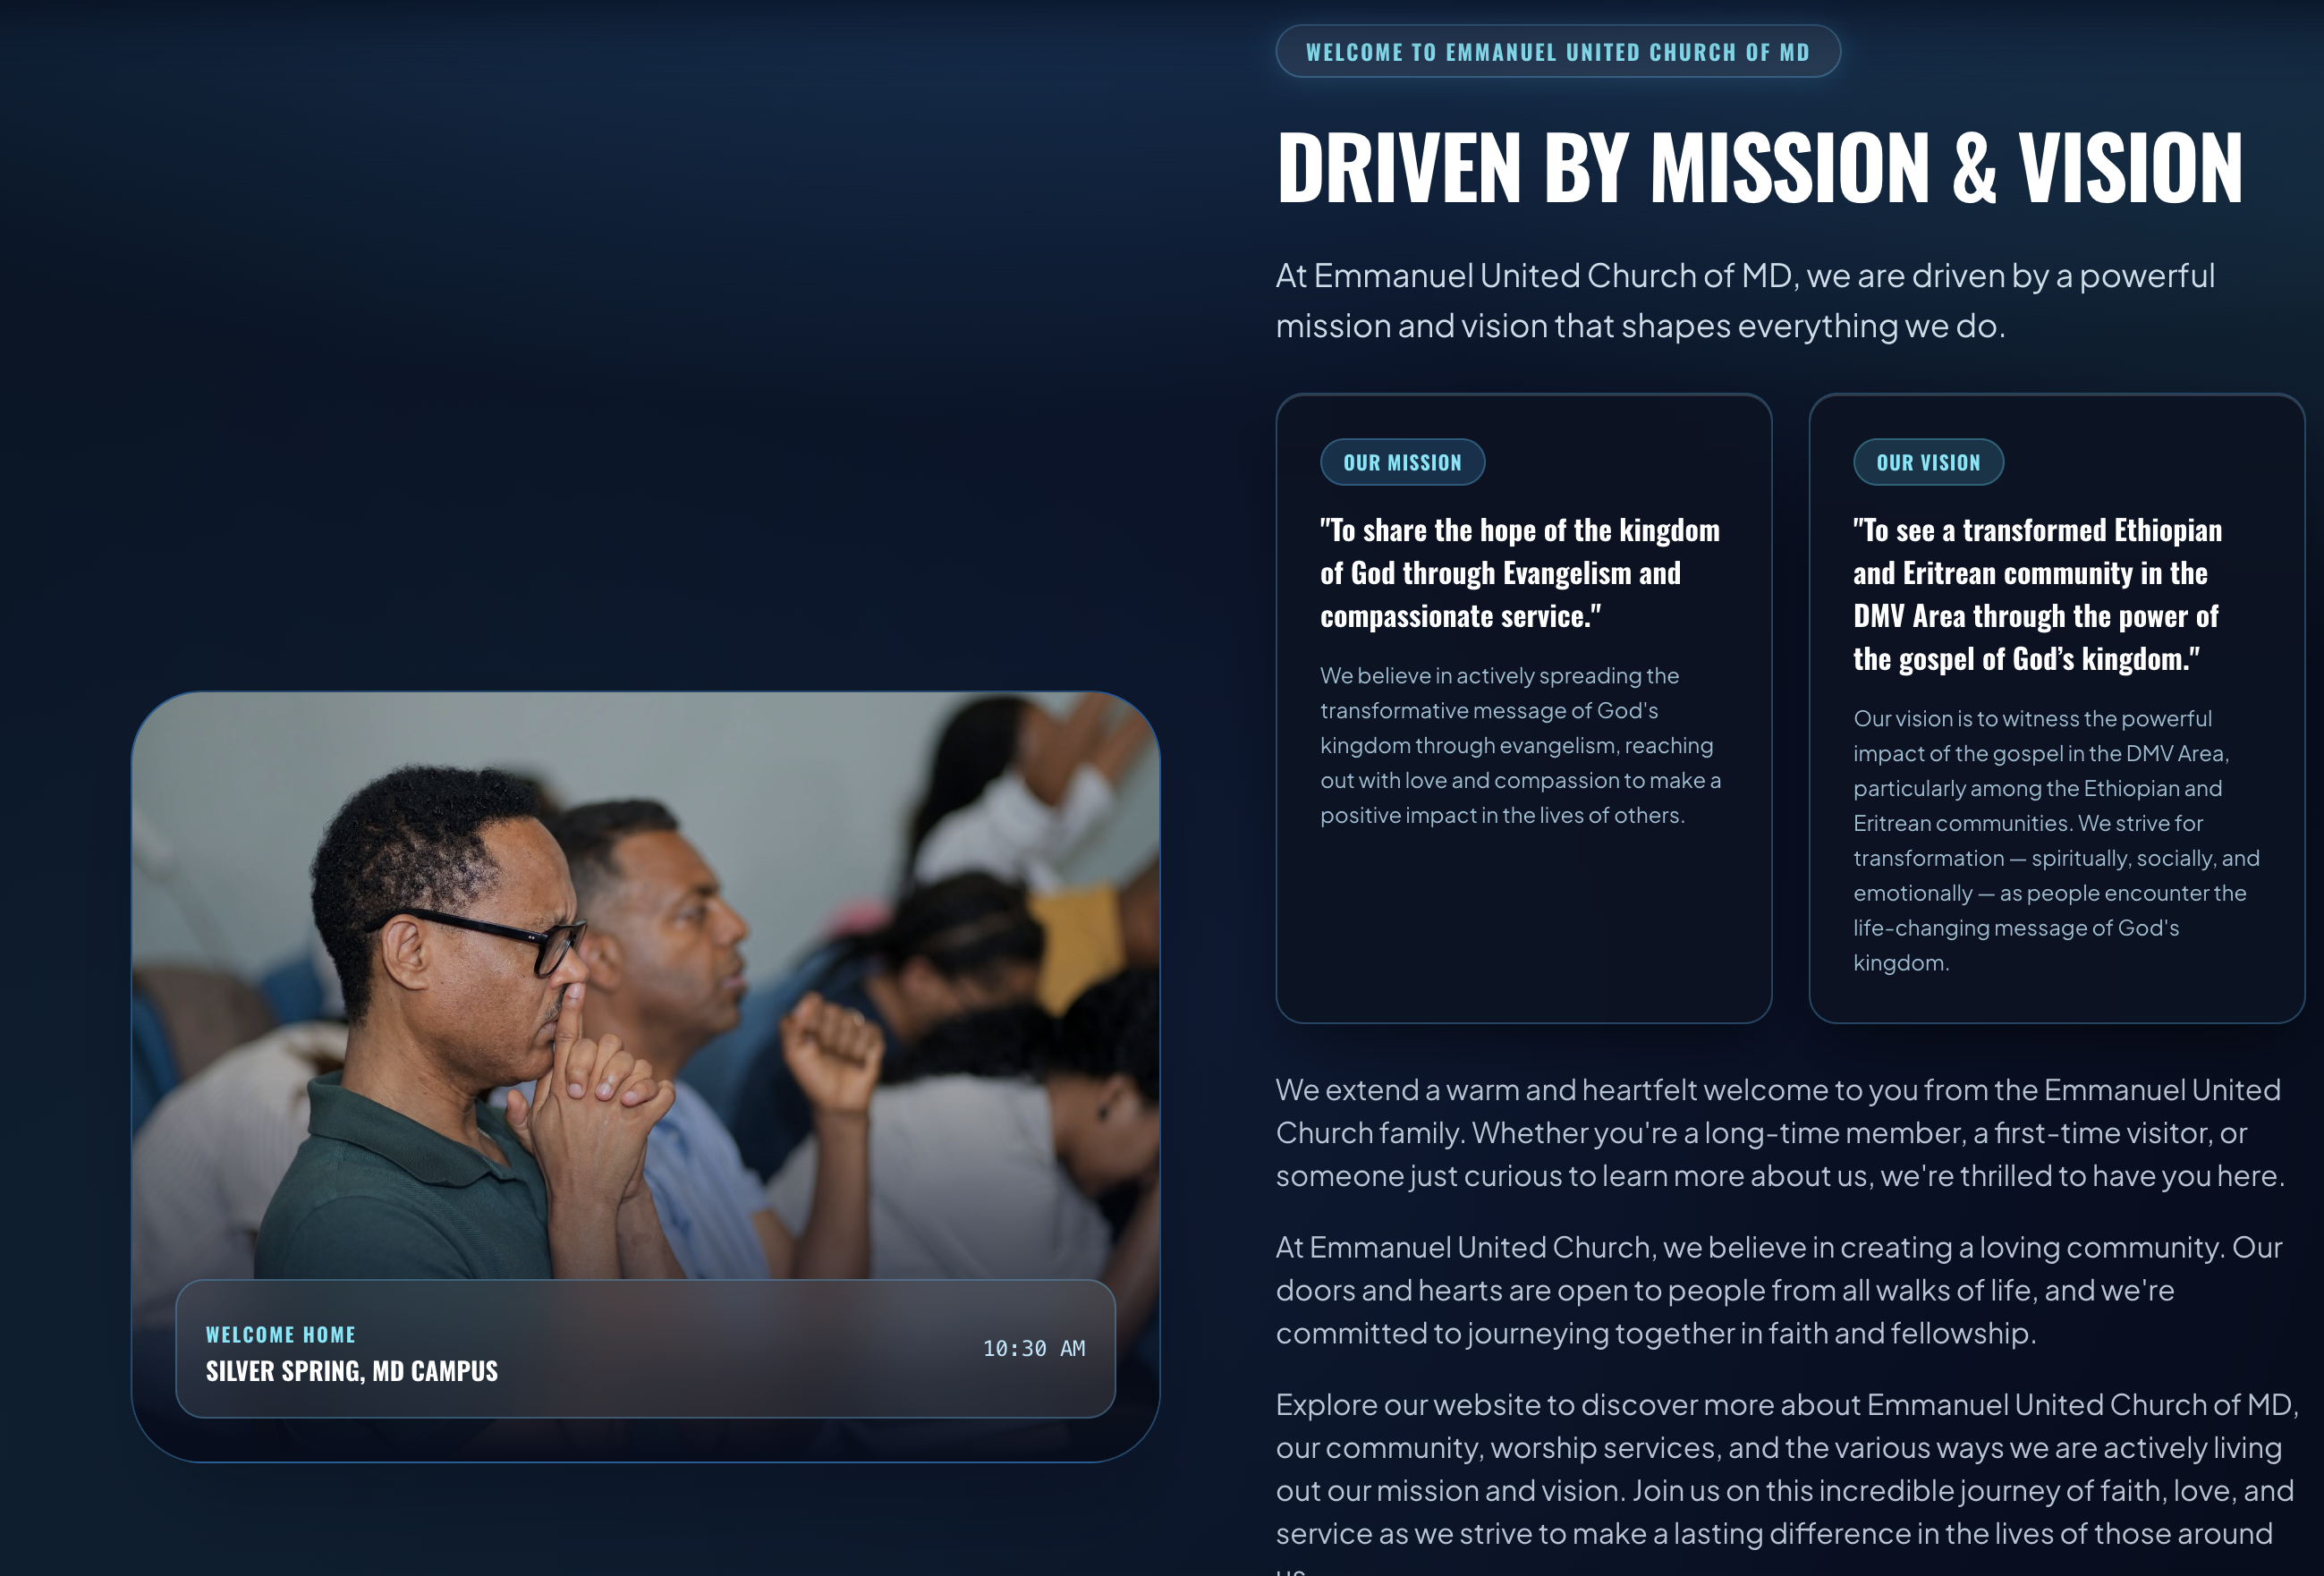 WELCOME TO EMMANUEL UNITED CHURCH OF MD
DRIVEN BY MISSION & VISION
At Emmanuel United Church of MD, we are driven by a powerful
mission and vision that shapes everything we do.
OUR MISSION
"To share the hope of the kingdom
of God through Evangelism and
compassionate service."
We believe in actively spreading the
transformative message of God's
kingdom through evangelism, reaching
out with love and compassion to make a
positive impact in the lives of others.
OUR VISION
"To see a transformed Ethiopian
and Eritrean community in the
DMV Area through the power of
the gospel of God’s kingdom."
Our vision is to witness the powerful
impact of the gospel in the DMV Area,
particularly among the Ethiopian and
Eritrean communities. We strive for
transformation — spiritually, socially, and
emotionally — as people encounter the
life-changing message of God's
kingdom.
We extend a warm and heartfelt welcome to you from the Emmanuel United
Church family. Whether you're a long-time member, a first-time visitor, or
someone just curious to learn more about us, we're thrilled to have you here.
At Emmanuel United Church, we believe in creating a loving community. Our
doors and hearts are open to people from all walks of life, and we're
committed to journeying together in faith and fellowship.
Explore our website to discover more about Emmanuel United Church of MD,
our community, worship services, and the various ways we are actively living
out our mission and vision. Join us on this incredible journey of faith, love, and
service as we strive to make a lasting difference in the lives of those around
us
WELCOME HOME
SILVER SPRING, MD CAMPUS
10:30 AM